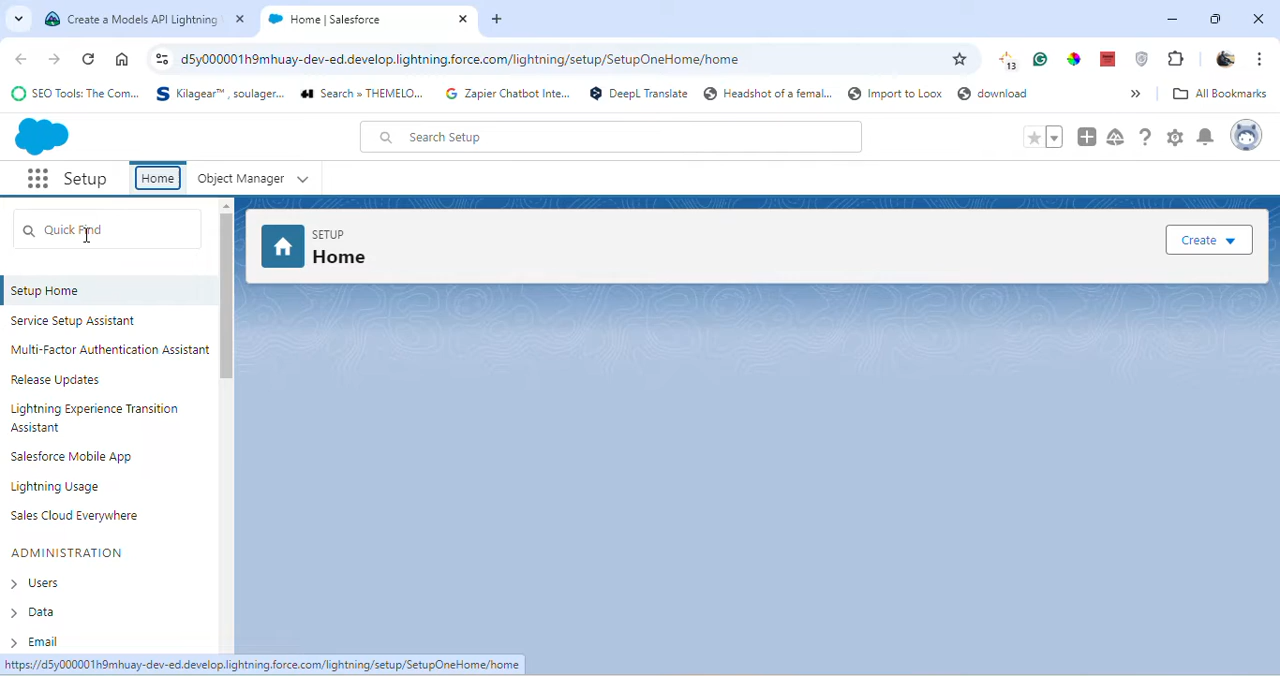 Create a Models API Lightning
Home | Salesforce
d5y000001h9mhuay-dev-ed.develop.lightning.force.com/lightning/setup/SetupOneHome/home
13
SEO Tools: The Com...
Kilagear™ , soulager...
Search » THEMELO...
Zapier Chatbot Inte...
DeepL Translate
Headshot of a femal...
Import to Loox
download
All Bookmarks
Search Setup
Setup
Home
Object Manager
Quick Find
SETUP
Home
Create
Setup Home
Service Setup Assistant
Multi-Factor Authentication Assistant
Release Updates
Lightning Experience Transition
Assistant
Salesforce Mobile App
Lightning Usage
Sales Cloud Everywhere
ADMINISTRATION
Users
Data
Email
https://d5y000001h9mhuay-dev-ed.develop.lightning.force.com/lightning/setup/SetupOneHome/home